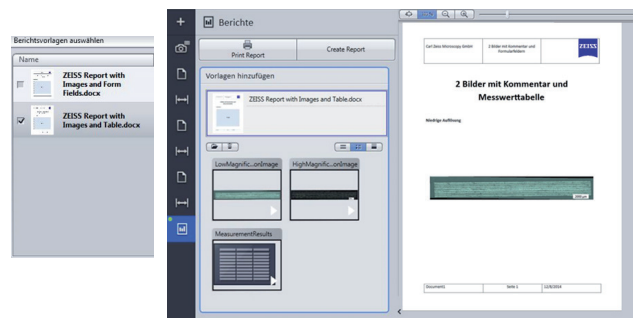 Berichtsvorlagen auswählen
Name
ZEISS Report with
Images and Form
Fields.docx
ZEISS Report with
Images and Table.docx
Berichte
Print Report
Create Report
Vorlagen hinzufügen
ZEISS Report with Images and Table.docx
LowMagnific...onImage
HighMagnific...onImage
MeasurementResults
Carl Zeiss Microscopy GmbH
2 Bilder mit Kommentar und
Formularfeldern
ZEISS
2 Bilder mit Kommentar und
Messwerttabelle
Niedrige Auflösung
Document1
Seite 1
12/8/2014